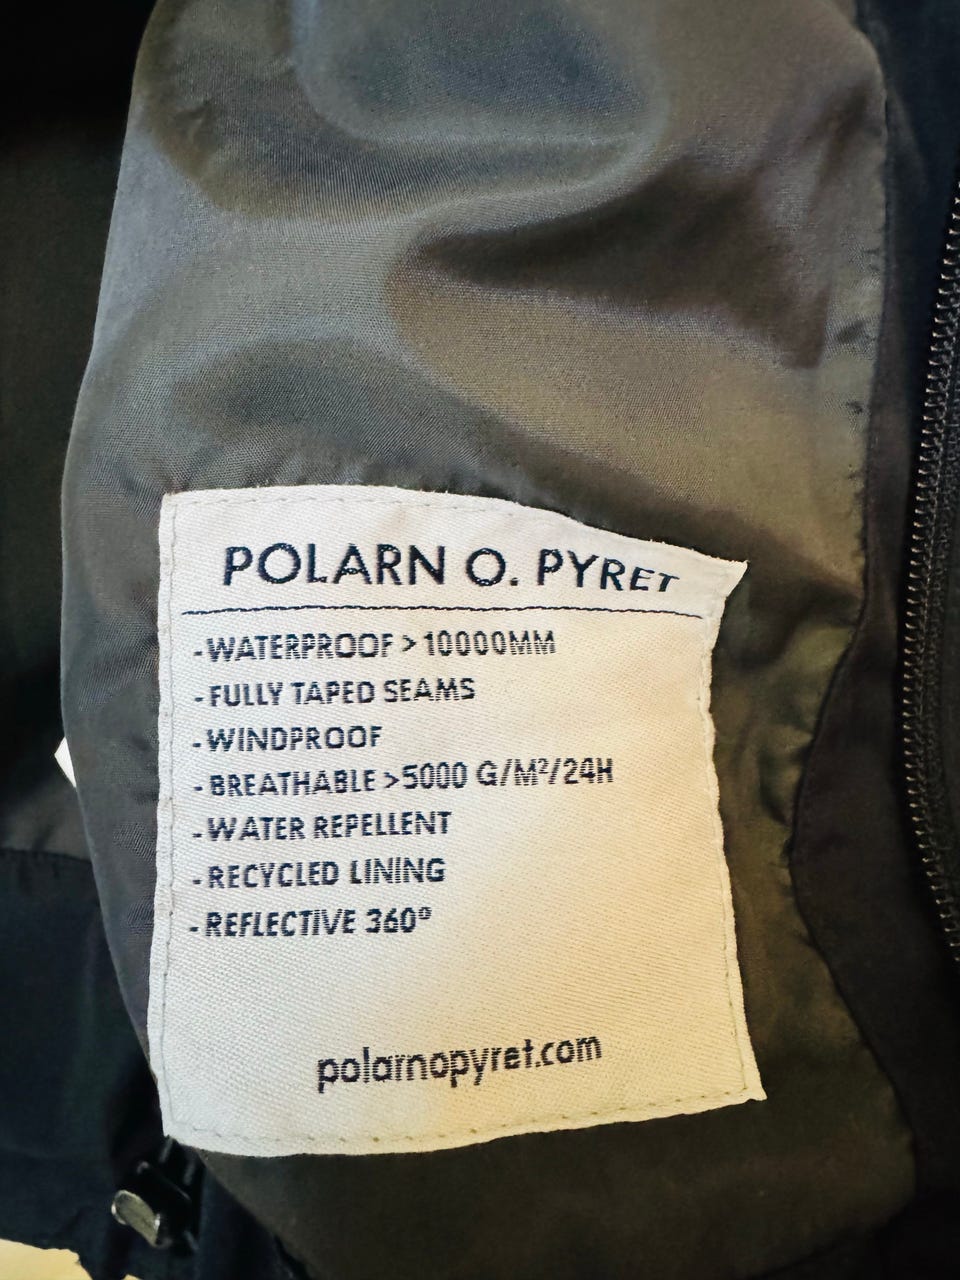 POLARN O. PYRET
-WATERPROOF >10000MM
-FULLY TAPED SEAMS
-WINDPROOF
-BREATHABLE >5000 G/M²/24H
-WATER REPELLENT
-RECYCLED LINING
-REFLECTIVE 360°
polarnopyret.com